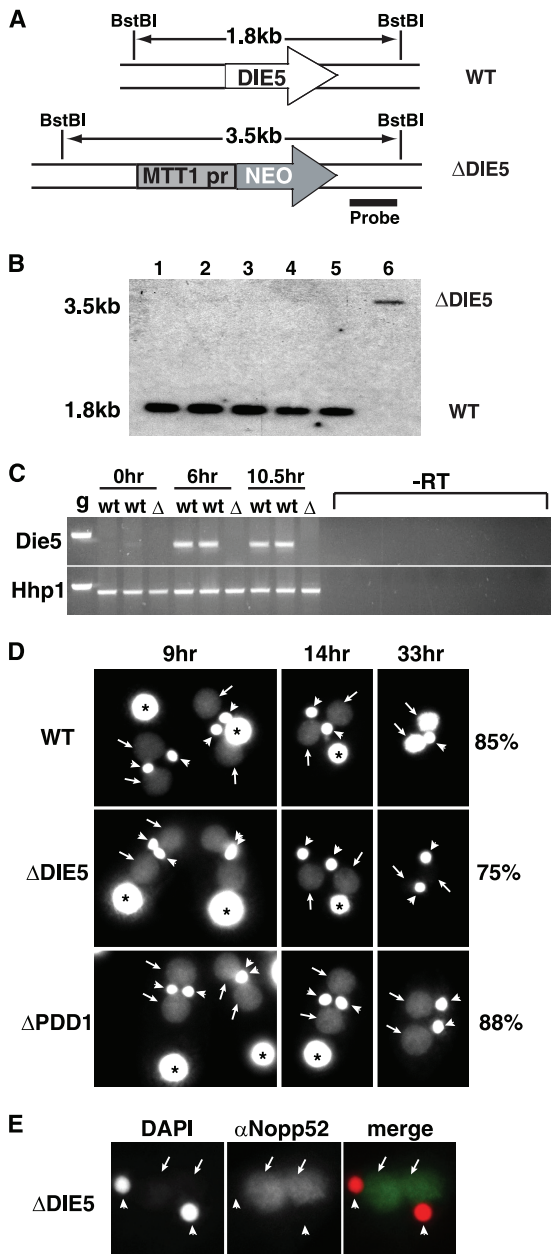 A
BstBI BstBI
1.8kb
DIE5
WT
BstBI BstBI
3.5kb
MTT1 pr NEO
ΔDIE5
Probe
B
1 2 3 4 5 6
3.5kb
ΔDIE5
1.8kb
WT
C
0hr 6hr 10.5hr -RT
g wt wt Δ wt wt Δ wt wt Δ
Die5
Hhp1
D
9hr 14hr 33hr
WT
* * *
85%
ΔDIE5
* * *
75%
ΔPDD1
* * *
88%
E
DAPI αNopp52 merge
ΔDIE5